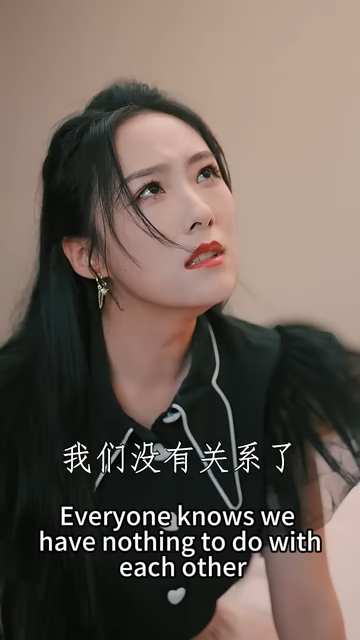 我们没有关系了
Everyone knows we
have nothing to do with
each other